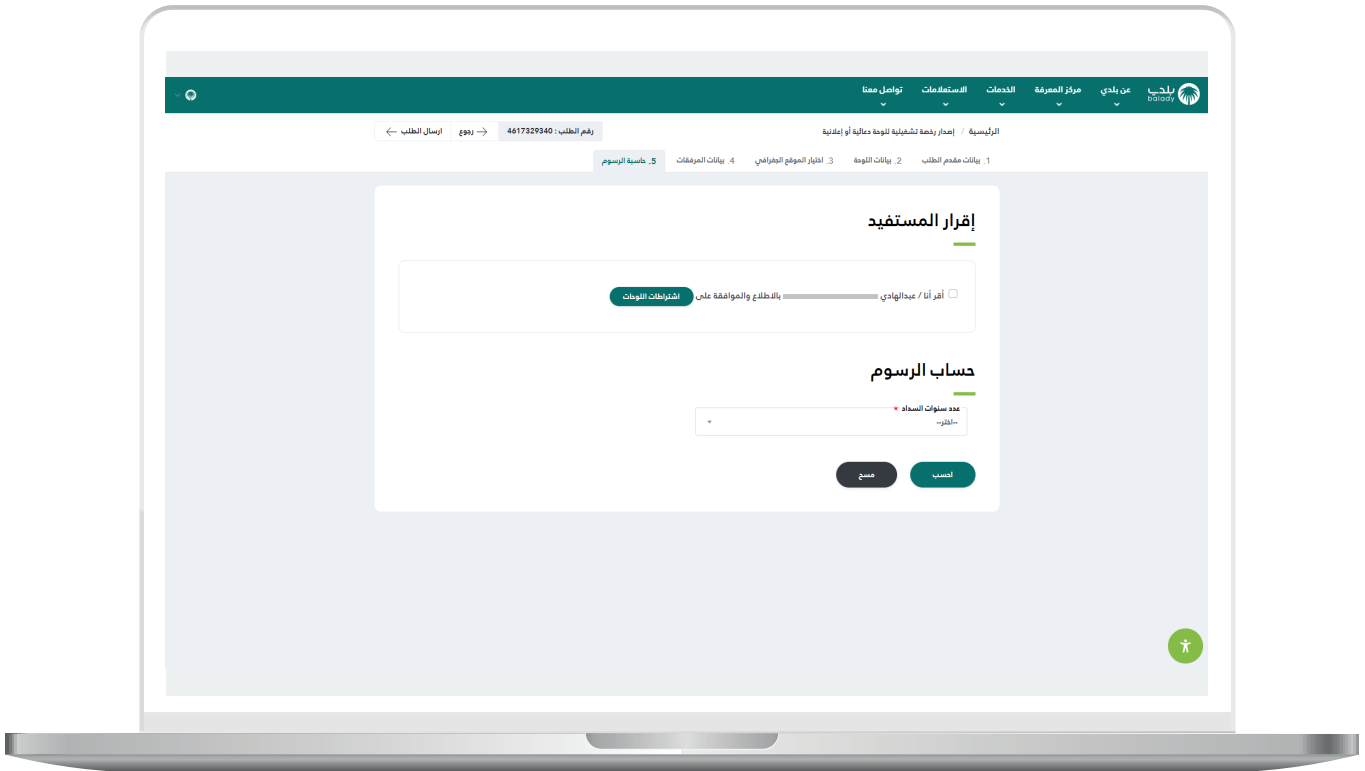 بلدي
balady
عن بلدي
مركز المعرفة
الخدمات
الاستعلامات
تواصل معنا
الرئيسية / إصدار رخصة تشغيلية للوحة دعائية أو إعلانية
رقم الطلب : 4617329340
رجوع
ارسال الطلب
1. بيانات مقدم الطلب
2. بيانات اللوحة
3. اختيار الموقع الجغرافي
4. بيانات المرفقات
5. حاسبة الرسوم
إقرار المستفيد
أقر أنا / عبدالهادي بالاطلاع والموافقة على اشتراطات اللوحات
حساب الرسوم
عدد سنوات السداد *
--اختر--
احسب
مسح